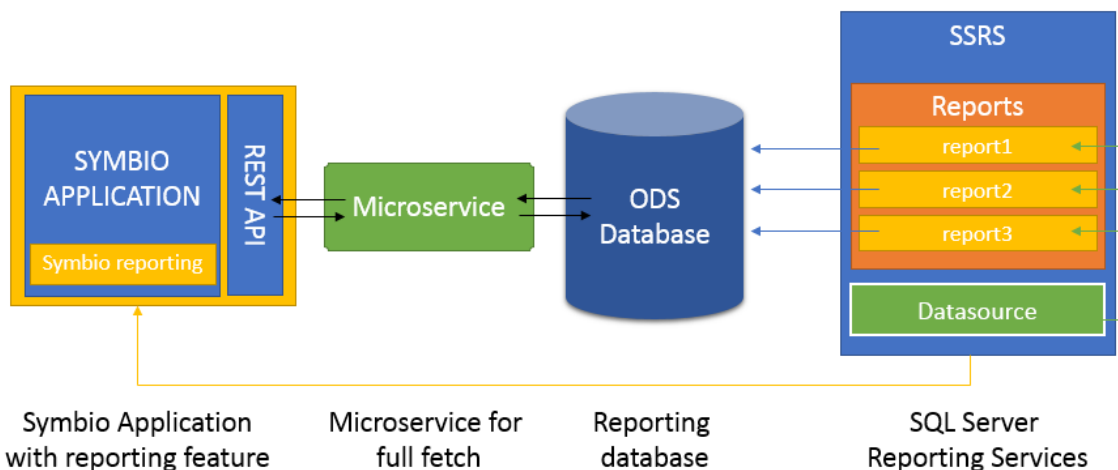 SSRS
Reports
report1
report2
report3
Datasource
SYMBIO
APPLICATION
Symbio reporting
REST API
Microservice
ODS
Database
Symbio Application
with reporting feature
Microservice for
full fetch
Reporting
database
SQL Server
Reporting Services